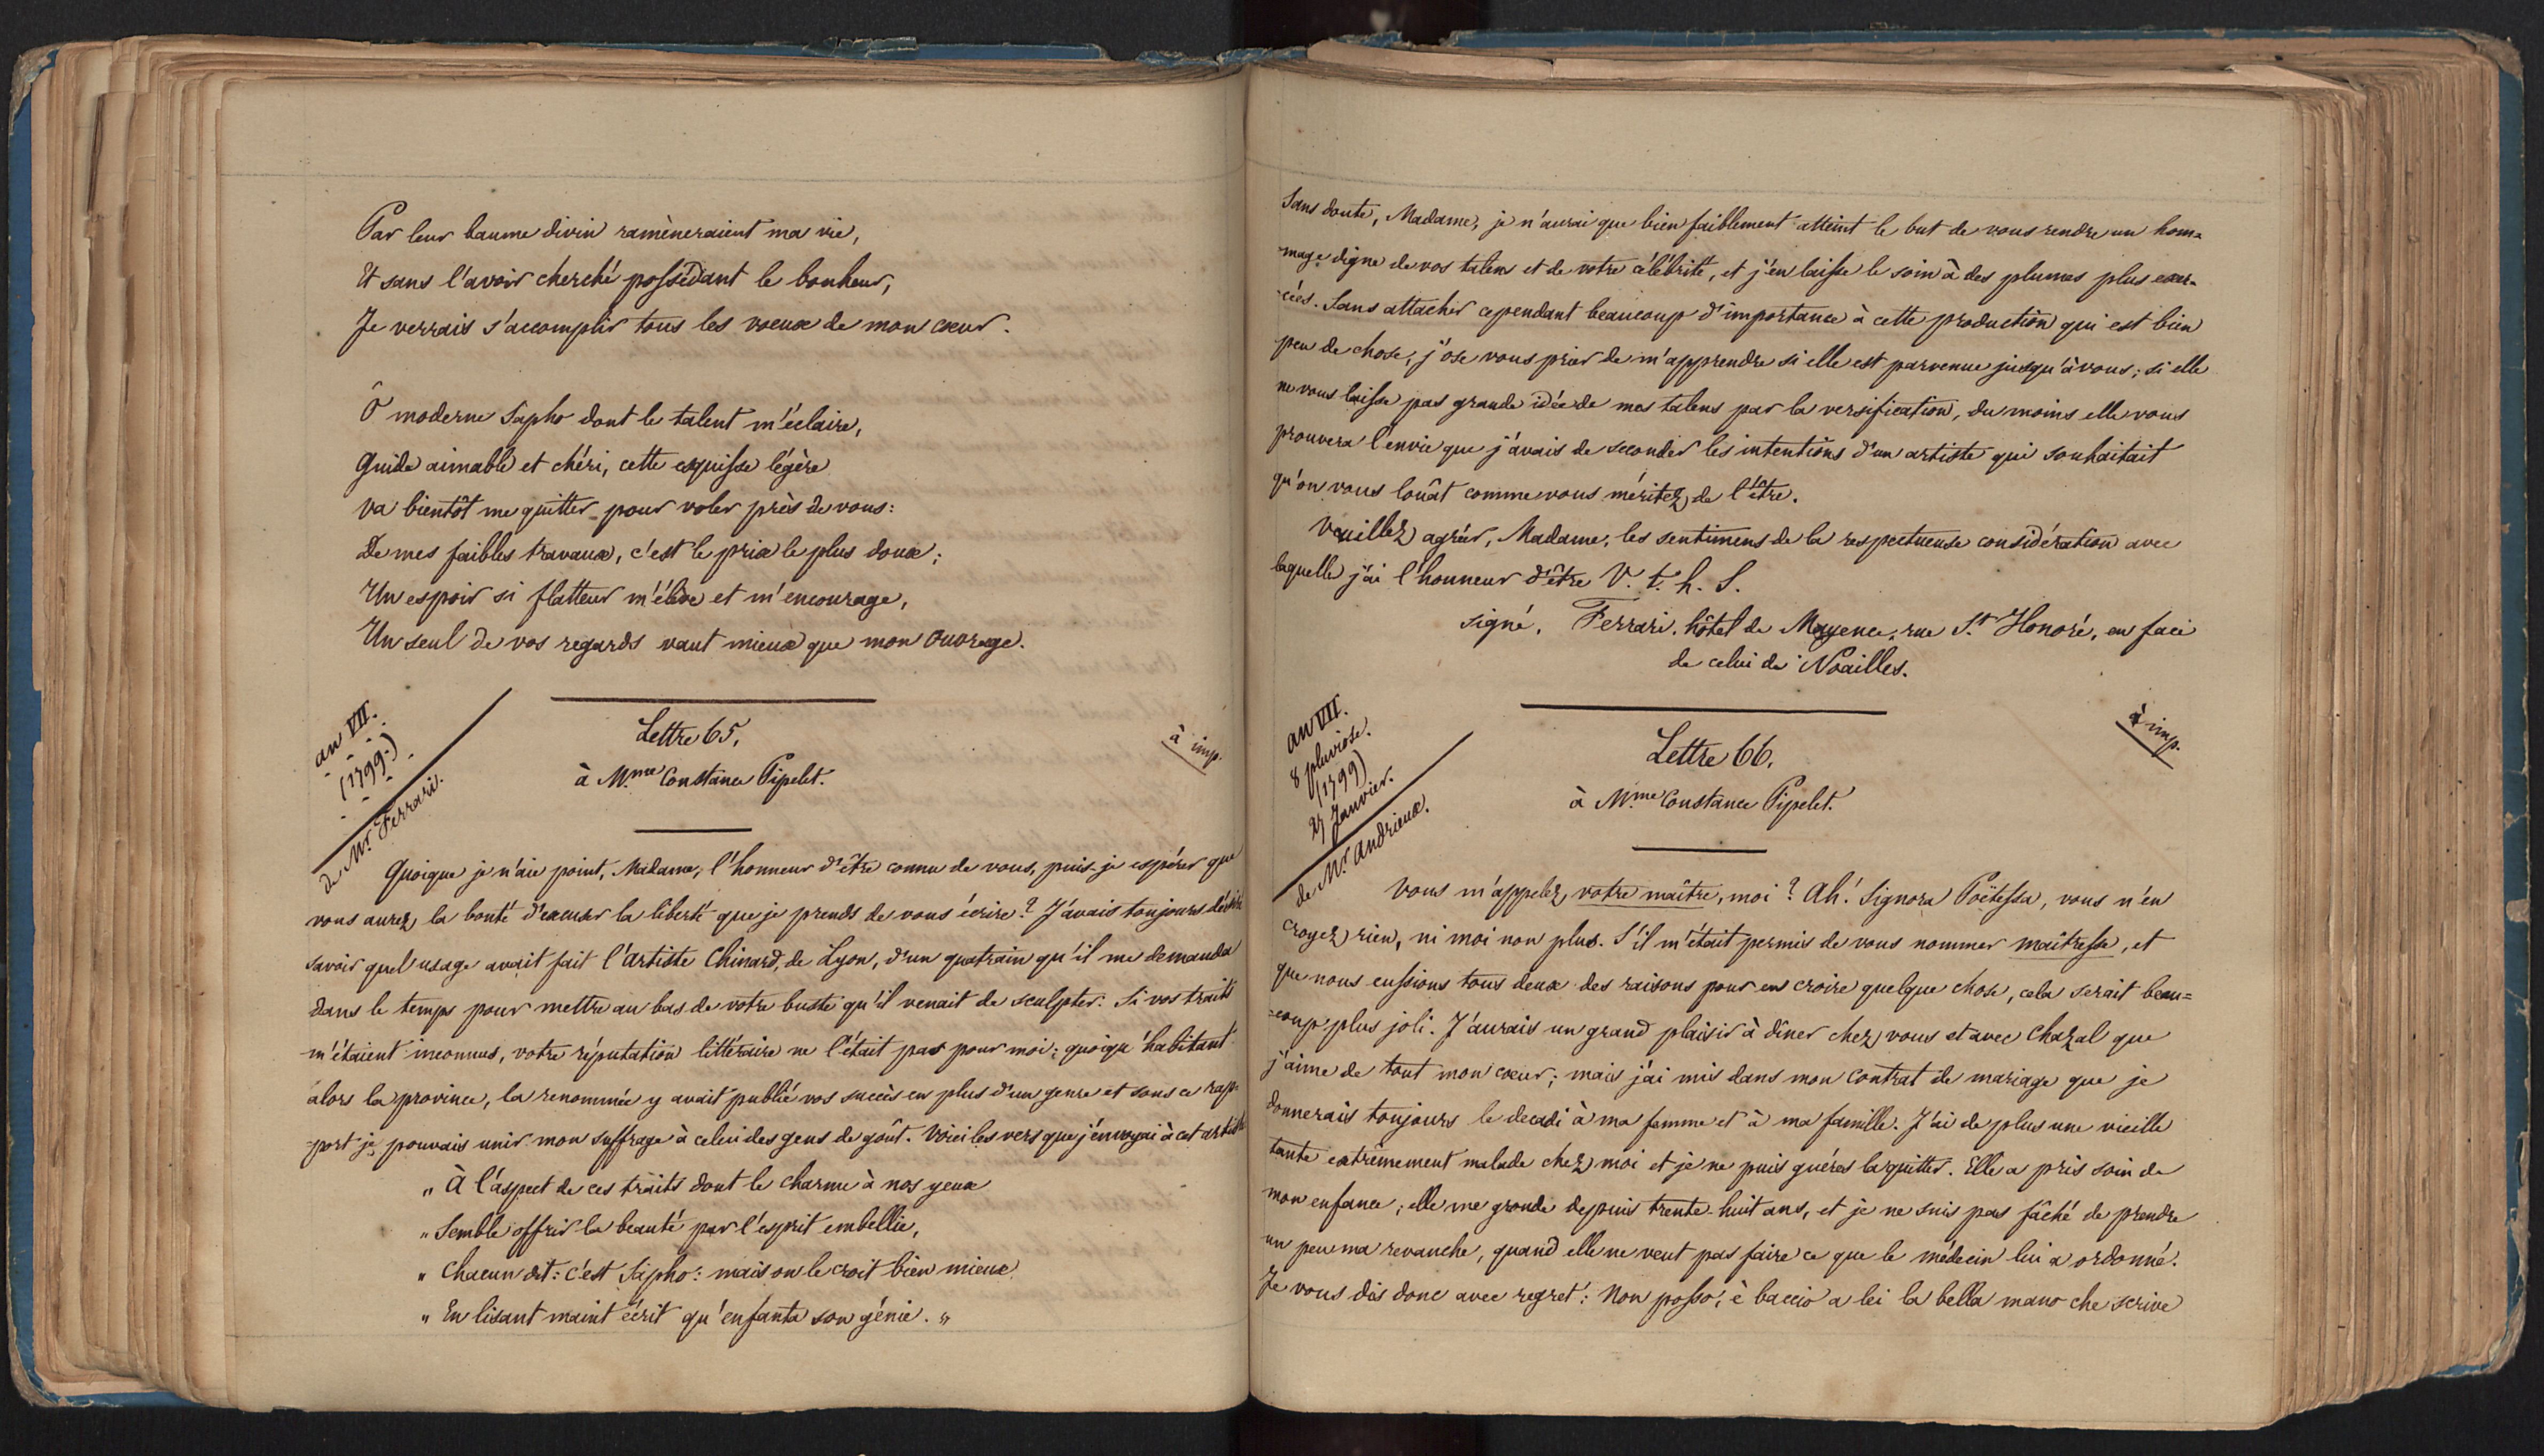 Par leur baume divin ramèneraient ma vie,
Et sans l'avoir cherché possédant le bonheur,
Je verrais s'accomplir tous les voeux de mon cœur.
Ô moderne Sapho dont le talent m'éclaire,
Guide aimable et chéri, cette esquisse légère
va bientôt me quitter pour voler près de vous:
De mes faibles travaux, c'est le prix le plus doux;
Un espoir si flatteur m'élève et m'encourage,
Un seul de vos regards vaut mieux que mon ouvrage.
an VII.
(1799.)
de Mr. Ferrari.
Lettre 65.
à imp.
à Mme Constance Pipelet.
Quoique je n'aie point, Madame, l'honneur d'être connu de vous, puis-je espérer que
vous aurez la bonté d'excuser la liberté que je prends de vous écrire? J'avais toujours désiré
savoir quel usage avait fait l'artiste Chinard, de Lyon, d'un quatrain qu'il me demanda
dans le temps pour mettre au bas de votre buste qu'il venait de sculpter. Si vos traits
m'étaient inconnus, votre réputation littéraire ne l'était pas pour moi; quoiqu'habitant
alors la province, la renommée y avait publié vos succès en plus d'un genre et sous ce rap-
-port je pouvais unir mon suffrage à celui des gens de goût. Voici les vers que j'envoyai à cet artiste
" À l'aspect de ces traits dont le charme à nos yeux
" Semble offrir la beauté par l'esprit embellie,
" Chacun dit: c'est Sapho: mais on le croit bien mieux
" En lisant maint écrit qu'enfanta son génie. "
Sans doute, Madame, je n'aurai que bien faiblement atteint le but de vous rendre un hom=
mage digne de vos talens et de votre célébrité, et j'en laisse le soin à des plumes plus exer-
-cées. Sans attacher cependant beaucoup d'importance à cette production qui est bien
peu de chose, j'ose vous prier de m'apprendre si elle est parvenue jusqu'à vous; si elle
ne vous laisse pas grande idée de mes talens par la versification, du moins elle vous
prouvera l'envie que j'avais de seconder les intentions d'un artiste qui souhaitait
qu'on vous louât comme vous méritez de l'être.
Veuillez agréer, Madame, les sentimens de la respectueuse considération avec
laquelle j'ai l'honneur d'être V. t. h. S.
signé, Ferrari. hôtel de Mayence, rue St. Honoré, en face
de celui de Noailles.
an VII.
8 pluviose.
(1799)
27 Janvier.
de Mr. Andrieux.
Lettre 66.
à imp.
à Mme Constance Pipelet.
Vous m'appelez votre maître, moi? Ah! Signora Poëtessa, vous n'en
croyez rien, ni moi non plus. S'il m'était permis de vous nommer maîtresse, et
que nous eussions tous deux des raisons pour en croire quelque chose, cela serait beau=
=coup plus joli. J'aurais un grand plaisir à dîner chez vous et avec Chazal que
j'aime de tout mon cœur; mais j'ai mis dans mon contrat de mariage que je
donnerais toujours le decadi à ma femme et à ma famille. J'ai de plus une vieille
tante extrêmement malade chez moi et je ne puis guères la quitter. Elle a pris soin de
mon enfance; elle me gronde depuis trente-huit ans, et je ne suis pas fâché de prendre
un peu ma revanche, quand elle ne veut pas faire ce que le médecin lui a ordonné.
Je vous dis donc avec regret: Non posso; è baccio a lei la bella mano che scrive